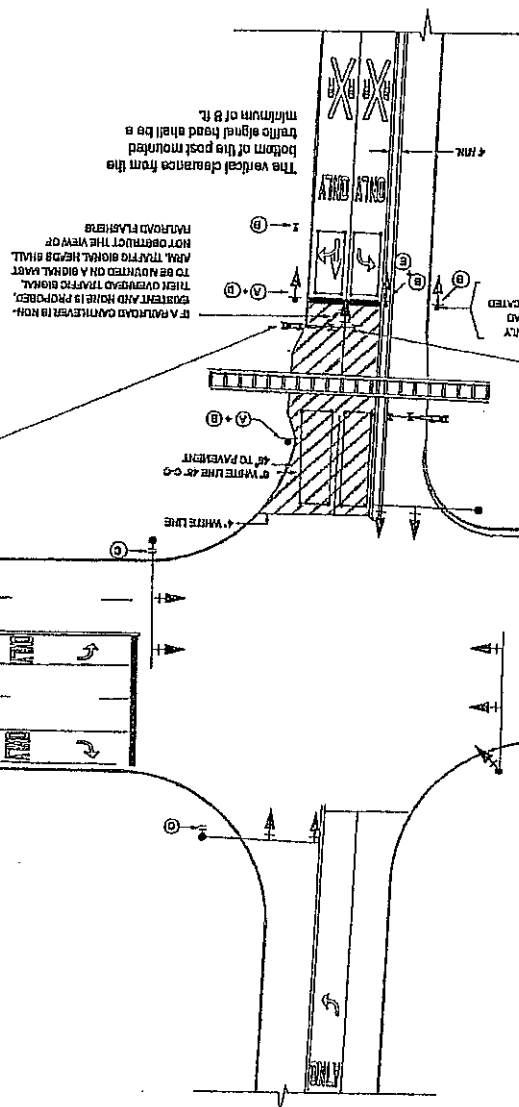 ONLY
ONLY
ONLY
4" WHITE LINE
6" WHITE LINE 48" C-C
45° TO PAVEMENT
IF A RAILROAD CANTILEVER IS NON-
EXISTENT AND NONE IS PROPOSED,
THEN OVERHEAD TRAFFIC SIGNAL
TO BE MOUNTED ON A SIGNAL MAST
ARM. TRAFFIC SIGNAL HEADS SHALL
NOT OBSTRUCT THE VIEW OF
RAILROAD FLASHERS
The vertical clearance from the
bottom of the post mounted
traffic signal head shall be a
minimum of 8 ft.
C
A + B
A + D
B
B
E
B
ONLY
ONLY
R R
R R